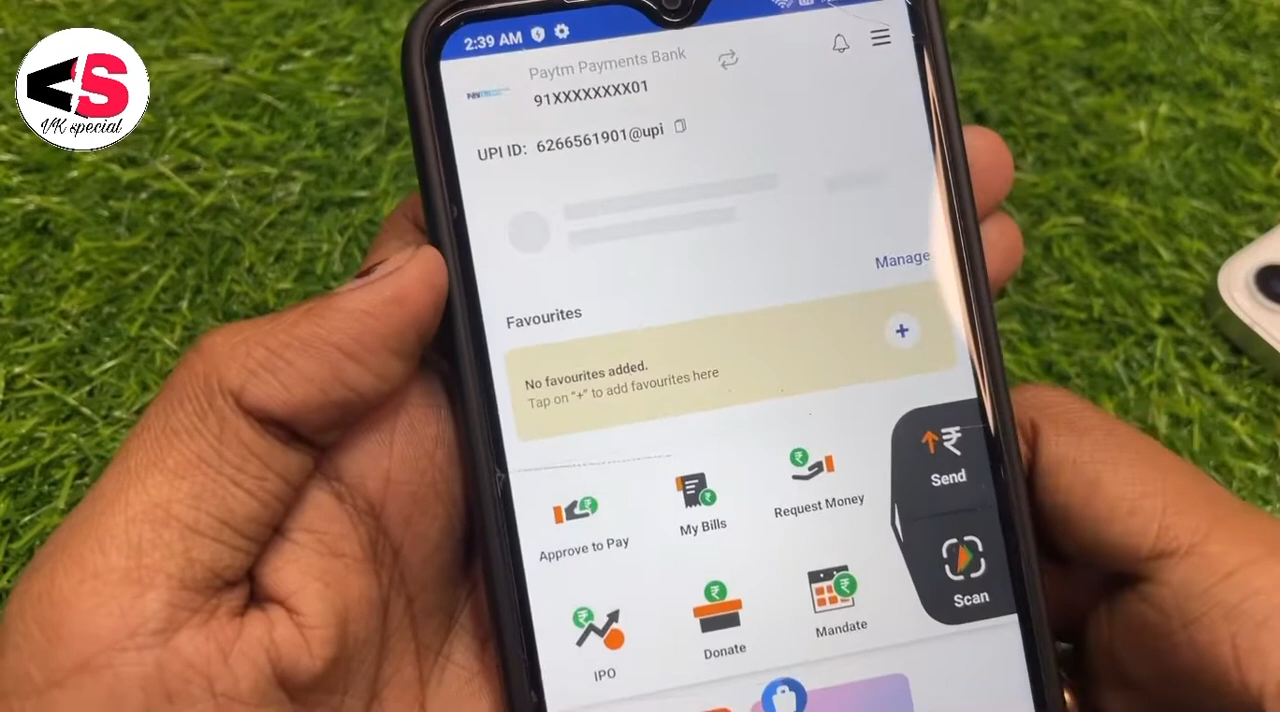 VK special
2:39 AM
Paytm Payments Bank
91XXXXXXXX01
UPI ID: 6266561901@upi
Manage
Favourites
No favourites added.
Tap on "+" to add favourites here
Send
Approve to Pay
My Bills
Request Money
Scan
IPO
Donate
Mandate